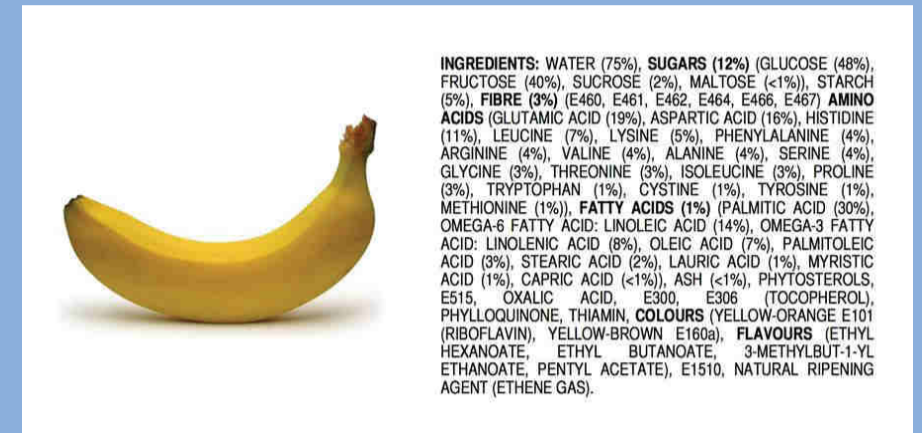 INGREDIENTS: WATER (75%), SUGARS (12%) (GLUCOSE (48%),
FRUCTOSE (40%), SUCROSE (2%), MALTOSE (<1%)), STARCH
(5%), FIBRE (3%) (E460, E461, E462, E464, E466, E467) AMINO
ACIDS (GLUTAMIC ACID (19%), ASPARTIC ACID (16%), HISTIDINE
(11%), LEUCINE (7%), LYSINE (5%), PHENYLALANINE (4%),
ARGININE (4%), VALINE (4%), ALANINE (4%), SERINE (4%),
GLYCINE (3%), THREONINE (3%), ISOLEUCINE (3%), PROLINE
(3%), TRYPTOPHAN (1%), CYSTINE (1%), TYROSINE (1%),
METHIONINE (1%)), FATTY ACIDS (1%) (PALMITIC ACID (30%),
OMEGA-6 FATTY ACID: LINOLEIC ACID (14%), OMEGA-3 FATTY
ACID: LINOLENIC ACID (8%), OLEIC ACID (7%), PALMITOLEIC
ACID (3%), STEARIC ACID (2%), LAURIC ACID (1%), MYRISTIC
ACID (1%), CAPRIC ACID (<1%)), ASH (<1%), PHYTOSTEROLS,
E515, OXALIC ACID, E300, E306 (TOCOPHEROL),
PHYLLOQUINONE, THIAMIN, COLOURS (YELLOW-ORANGE E101
(RIBOFLAVIN), YELLOW-BROWN E160a), FLAVOURS (ETHYL
HEXANOATE, ETHYL BUTANOATE, 3-METHYLBUT-1-YL
ETHANOATE, PENTYL ACETATE), E1510, NATURAL RIPENING
AGENT (ETHENE GAS).